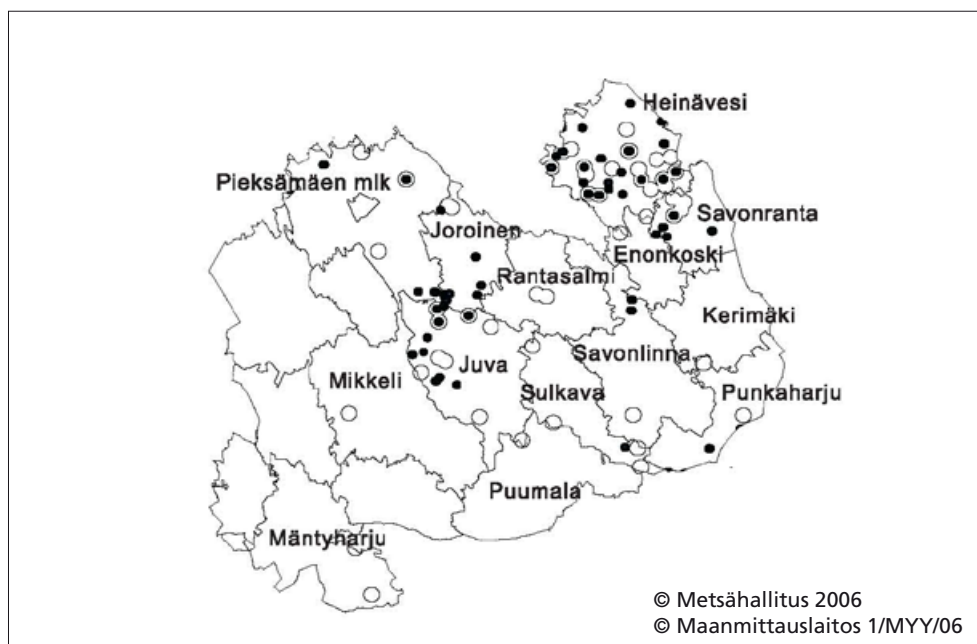 Heinävesi
Pieksämäen mlk
Savonranta
Joroinen
Enonkoski
Rantasalmi
Kerimäki
Savonlinna
Juva
Mikkeli
Sulkava
Punkaharju
Puumala
Mäntyharju
© Metsähallitus 2006
© Maanmittauslaitos 1/MYY/06